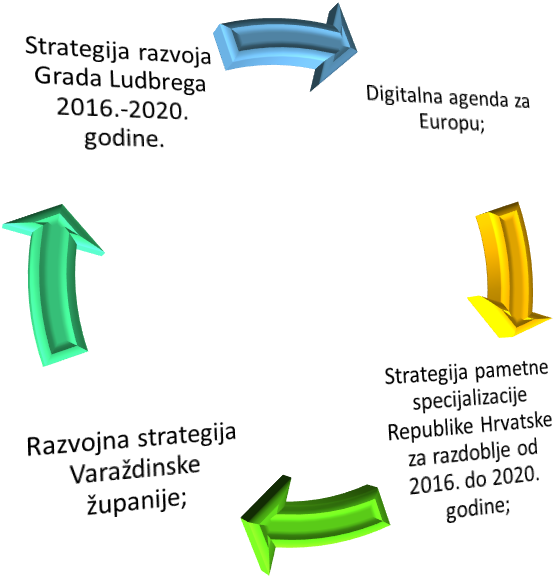 Strategija razvoja
Grada Ludbrega
2016.-2020.
godine.
Digitalna agenda za
Europu;
Strategija pametne
specijalizacije
Republike Hrvatske
za razdoblje od
2016. do 2020.
godine;
Razvojna strategija
Varaždinske
županije;